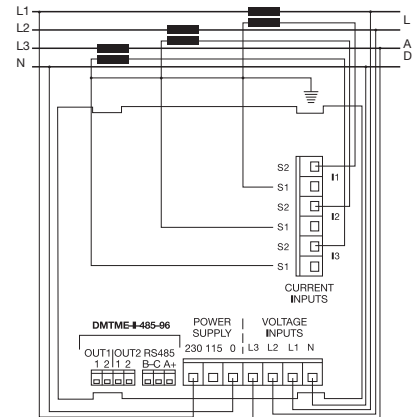 L1
L
L2
L3
A
N
D
S2
I1
S1
S2
I2
S1
S2
I3
S1
CURRENT
INPUTS
DMTME-I-485-96
POWER
SUPPLY
VOLTAGE
INPUTS
OUT1 OUT2 RS485
1 2 1 2 B-C A+
230 115 0
L3 L2 L1 N